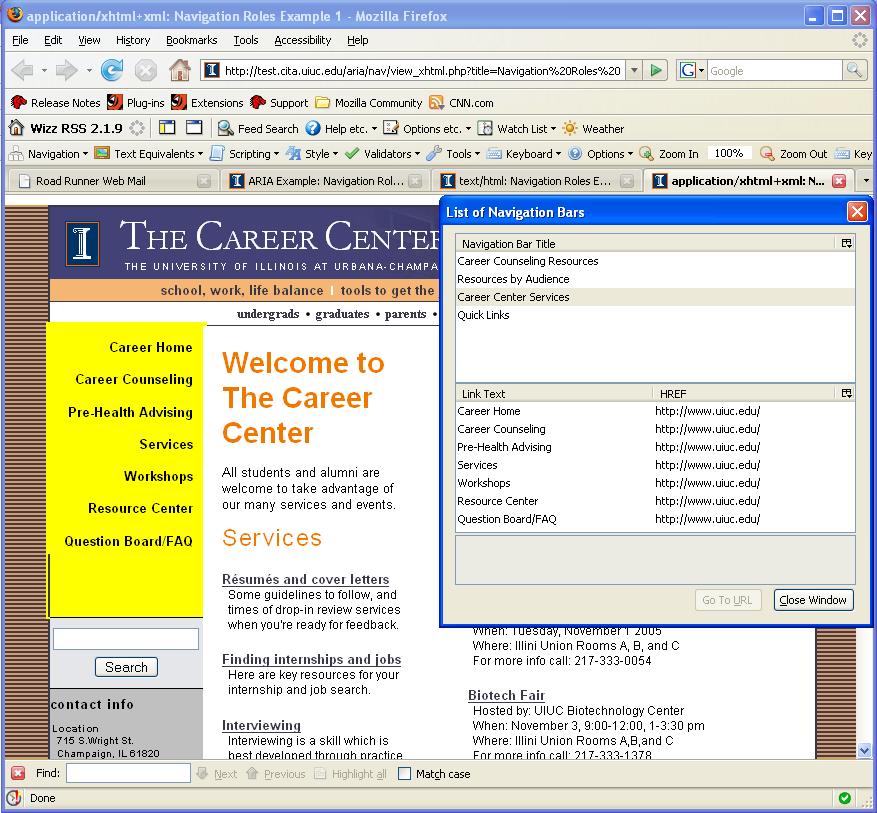 application/xhtml+xml: Navigation Roles Example 1 - Mozilla Firefox
File Edit View History Bookmarks Tools Accessibility Help
http://test.cita.uiuc.edu/aria/nav/view_xhtml.php?title=Navigation%20Roles%20
G Google
Release Notes Plug-ins Extensions Support Mozilla Community CNN.com
Wizz RSS 2.1.9 Feed Search Help etc. Options etc. Watch List Weather
Navigation Text Equivalents Scripting Style Validators Tools Keyboard Options Zoom In 100% Zoom Out Key
Road Runner Web Mail ARIA Example: Navigation Rol... text/html: Navigation Roles E... application/xhtml+xml: N...
I THE CAREER CENTER
THE UNIVERSITY OF ILLINOIS AT URBANA-CHAMPA
school, work, life balance | tools to get the
undergrads • graduates • parents •
Career Home
Career Counseling
Pre-Health Advising
Services
Workshops
Resource Center
Question Board/FAQ
Search
contact info
Location
715 S.Wright St.
Champaign, IL 61820
Welcome to
The Career
Center
All students and alumni are
welcome to take advantage of
our many services and events.
Services
Résumés and cover letters
Some guidelines to follow, and
times of drop-in review services
when you're ready for feedback.
Finding internships and jobs
Here are key resources for your
internship and job search.
Interviewing
Interviewing is a skill which is
best developed through practice
List of Navigation Bars
Navigation Bar Title
Career Counseling Resources
Resources by Audience
Career Center Services
Quick Links
Link Text HREF
Career Home http://www.uiuc.edu/
Career Counseling http://www.uiuc.edu/
Pre-Health Advising http://www.uiuc.edu/
Services http://www.uiuc.edu/
Workshops http://www.uiuc.edu/
Resource Center http://www.uiuc.edu/
Question Board/FAQ http://www.uiuc.edu/
Go To URL Close Window
When: Tuesday, November 1 2005
Where: Illini Union Rooms A, B, and C
For more info call: 217-333-0054
Biotech Fair
Hosted by: UIUC Biotechnology Center
When: November 3, 9:00-12:00, 1-3:30 pm
Where: Illini Union Rooms A,B,and C
For more info call: 217-333-1378
Find: Next Previous Highlight all Match case
Done